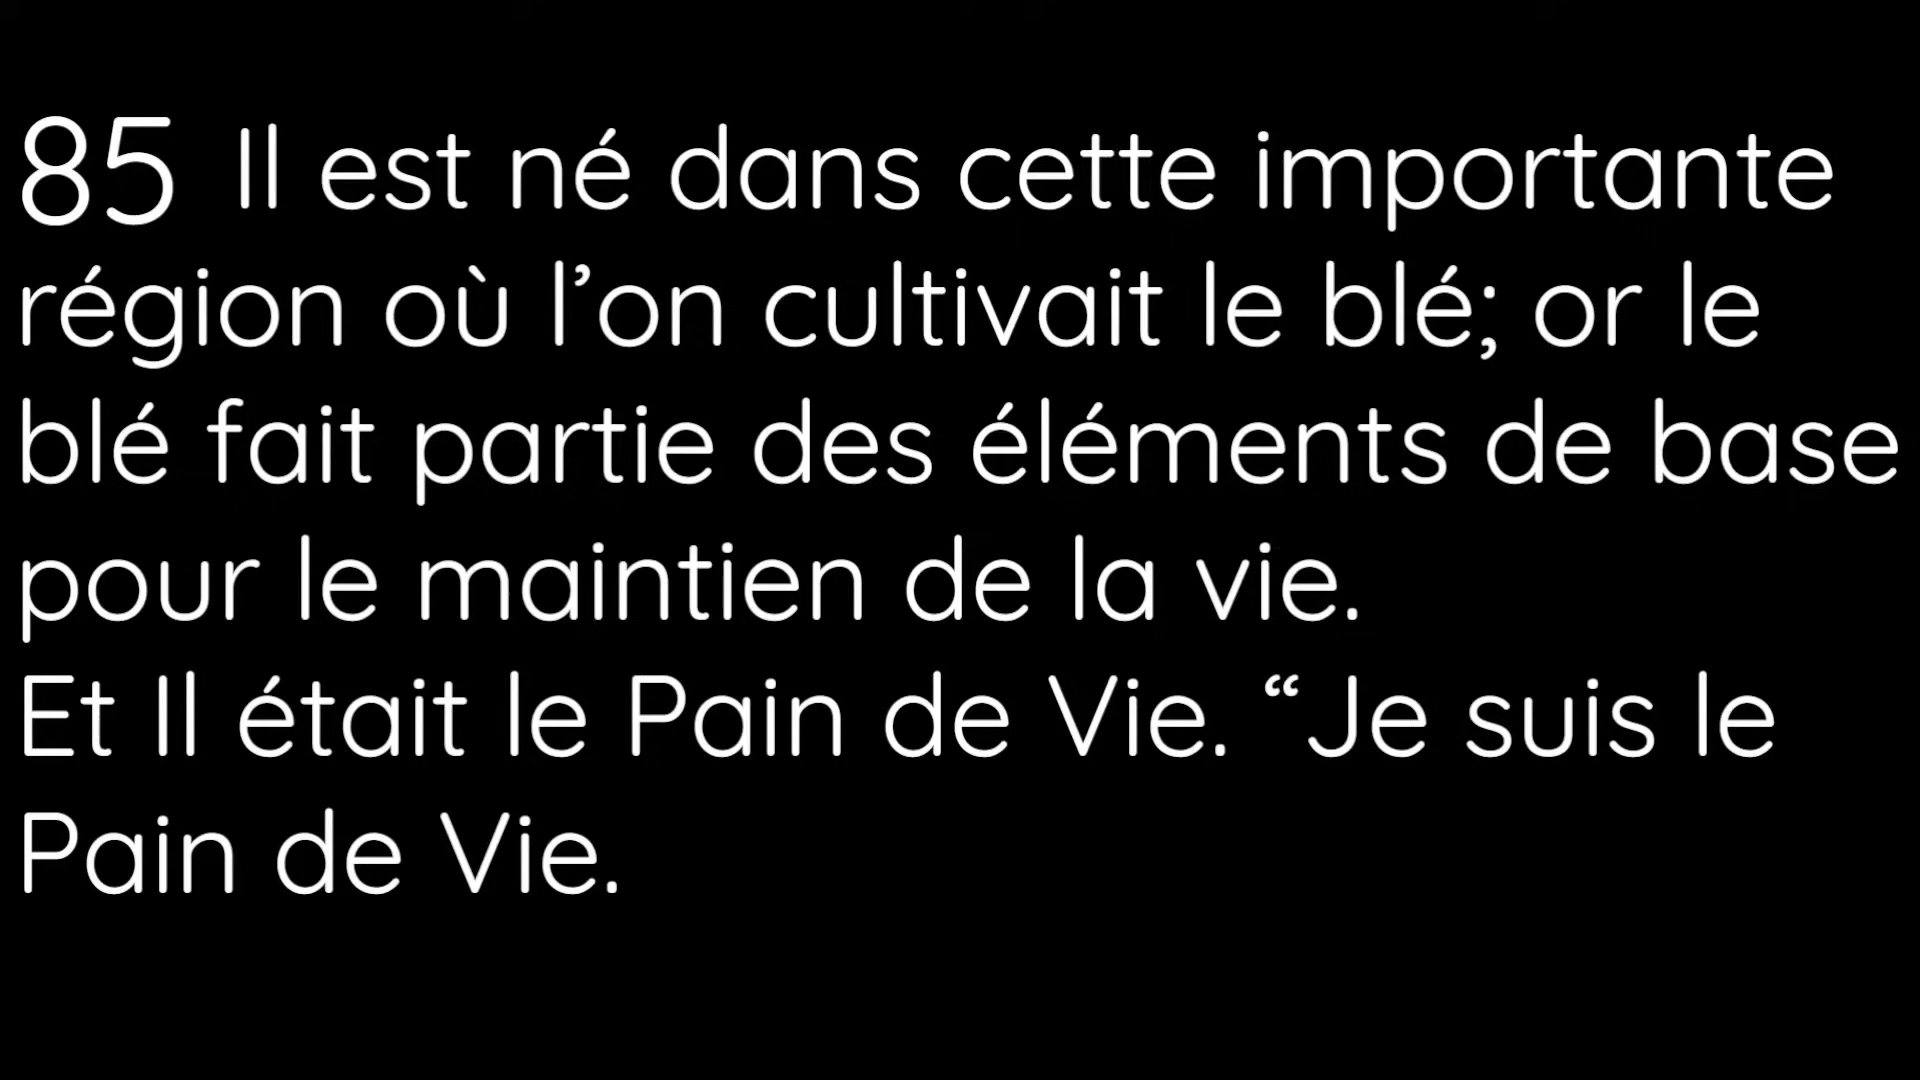 85 Il est né dans cette importante
région où l’on cultivait le blé; or le
blé fait partie des éléments de base
pour le maintien de la vie.
Et Il était le Pain de Vie. “Je suis le
Pain de Vie.